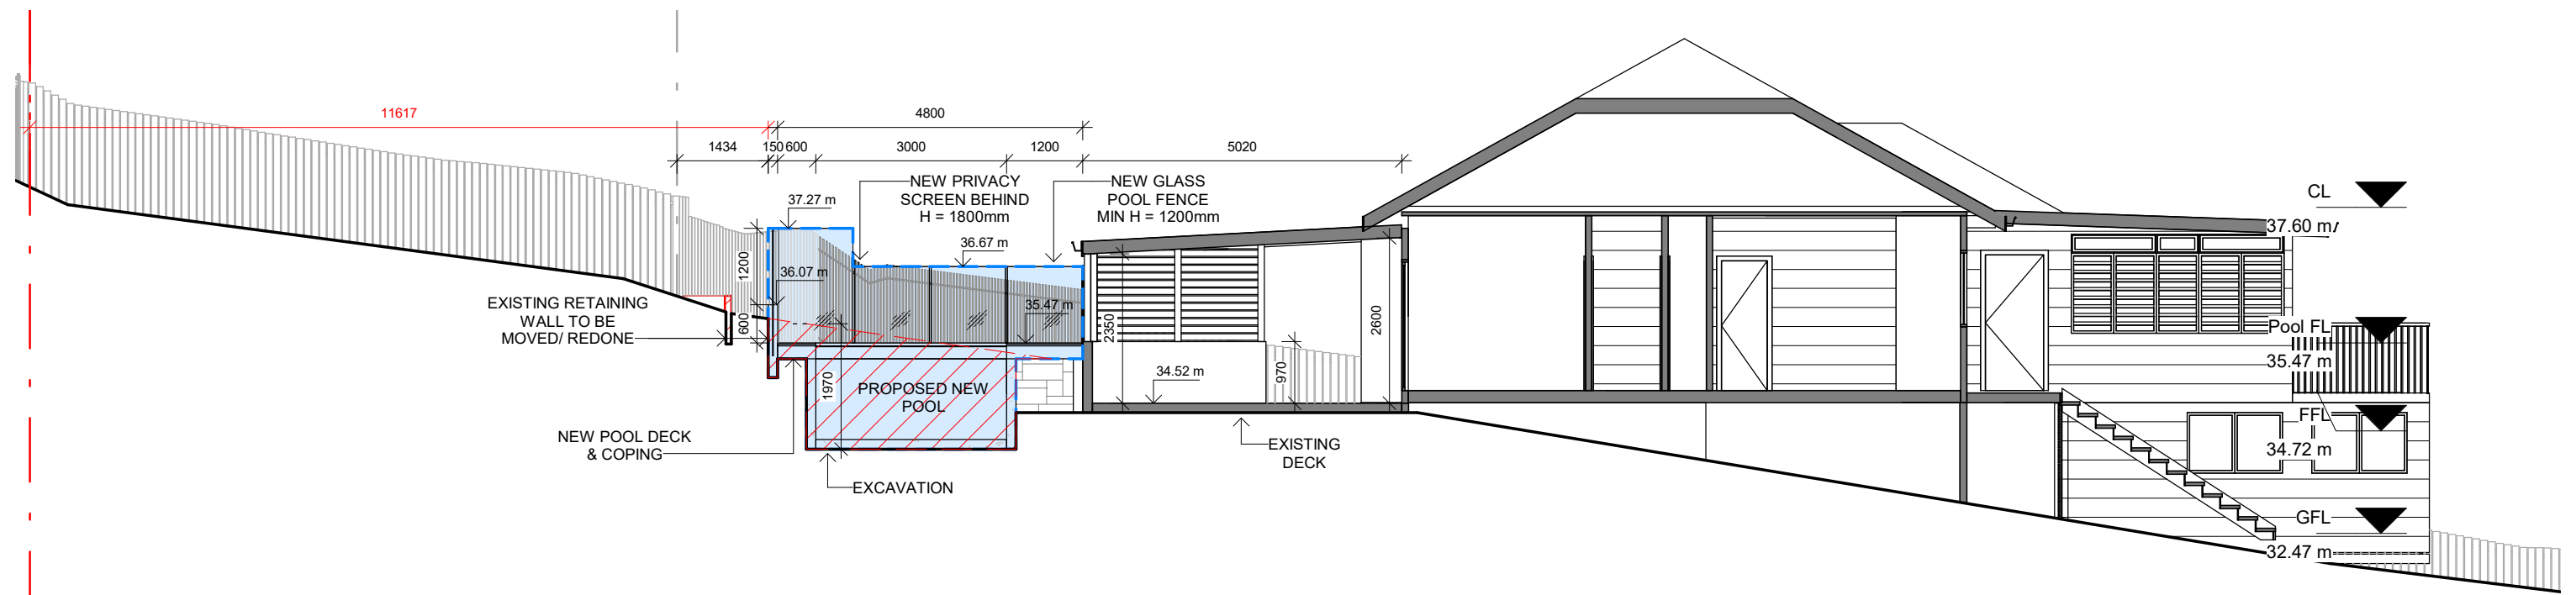 11617
4800
1434
150
600
3000
1200
5020
NEW PRIVACY
SCREEN BEHIND
H = 1800mm
NEW GLASS
POOL FENCE
MIN H = 1200mm
CL
37.60 m
37.27 m
36.67 m
1200
36.07 m
600
EXISTING RETAINING
WALL TO BE
MOVED/ REDONE
35.47 m
2350
2600
970
34.52 m
1970
PROPOSED NEW
POOL
NEW POOL DECK
& COPING
EXCAVATION
EXISTING
DECK
Pool FL
35.47 m
FFL
34.72 m
GFL
32.47 m